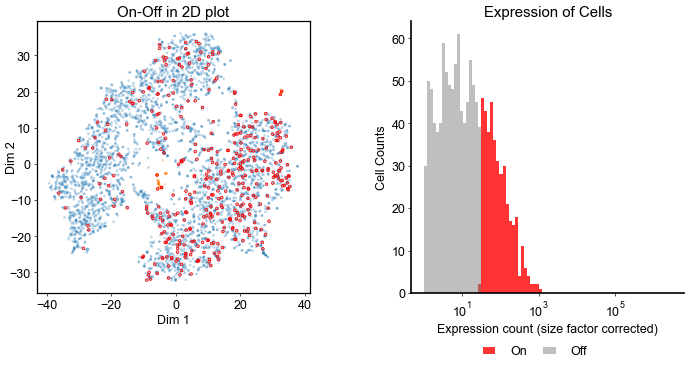 On-Off in 2D plot
Dim 2
30
20
10
0
−10
−20
−30
−40 −20 0 20 40
Dim 1
Expression of Cells
Cell Counts
60
50
40
30
20
10
0
10^1 10^3 10^5
Expression count (size factor corrected)
On Off